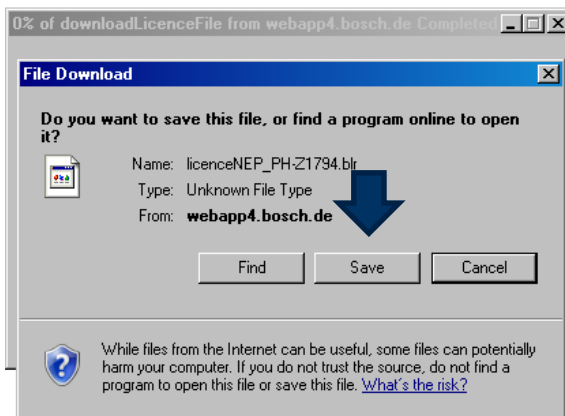 0% of downloadLicenceFile from webapp4.bosch.de Completed
File Download
Do you want to save this file, or find a program online to open
it?
Name: licenceNEP_PH-Z1794.blr
Type: Unknown File Type
From: webapp4.bosch.de
Find Save Cancel
While files from the Internet can be useful, some files can potentially
harm your computer. If you do not trust the source, do not find a
program to open this file or save this file. What's the risk?